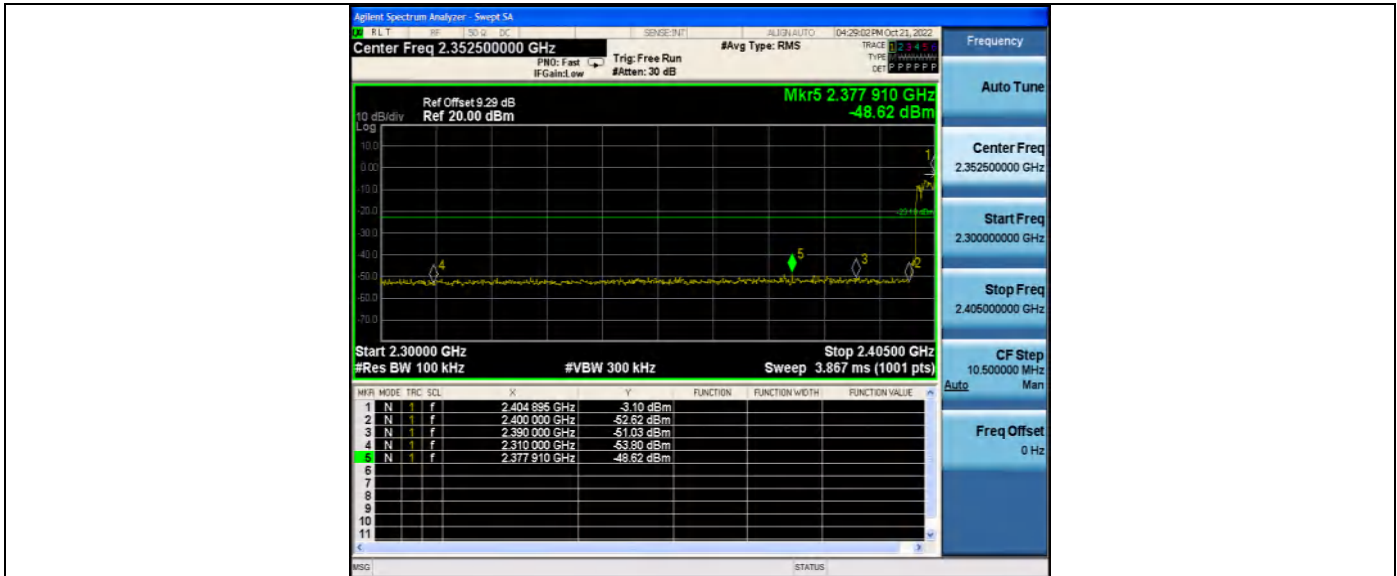 Agilent Spectrum Analyzer - Swept SA
RL T RF 50 Ω DC SENSE:INT ALIGN AUTO 04:29:02 PM Oct 21, 2022
Center Freq 2.352500000 GHz #Avg Type: RMS TRACE 1 2 3 4 5 6
PNO: Fast Trig: Free Run TYPE
IFGain:Low #Atten: 30 dB DET P P P P P P
Frequency
Auto Tune
Center Freq
2.352500000 GHz
Start Freq
2.300000000 GHz
Stop Freq
2.405000000 GHz
CF Step
10.500000 MHz
Auto Man
Freq Offset
0 Hz
Mkr5 2.377 910 GHz
-48.62 dBm
Ref Offset 9.29 dB
10 dB/div Ref 20.00 dBm
Log
10.0
0.00
-10.0
-20.0
-30.0
-40.0
-50.0
-60.0
-70.0
1
4
5
3
2
Start 2.30000 GHz Stop 2.40500 GHz
#Res BW 100 kHz #VBW 300 kHz Sweep 3.867 ms (1001 pts)
MKR MODE TRC SCL X Y FUNCTION FUNCTION WIDTH FUNCTION VALUE
1 N 1 f 2.404 895 GHz -3.10 dBm
2 N 1 f 2.400 000 GHz -52.62 dBm
3 N 1 f 2.390 000 GHz -51.03 dBm
4 N 1 f 2.310 000 GHz -53.80 dBm
5 N 1 f 2.377 910 GHz -48.62 dBm
6
7
8
9
10
11
MSG STATUS